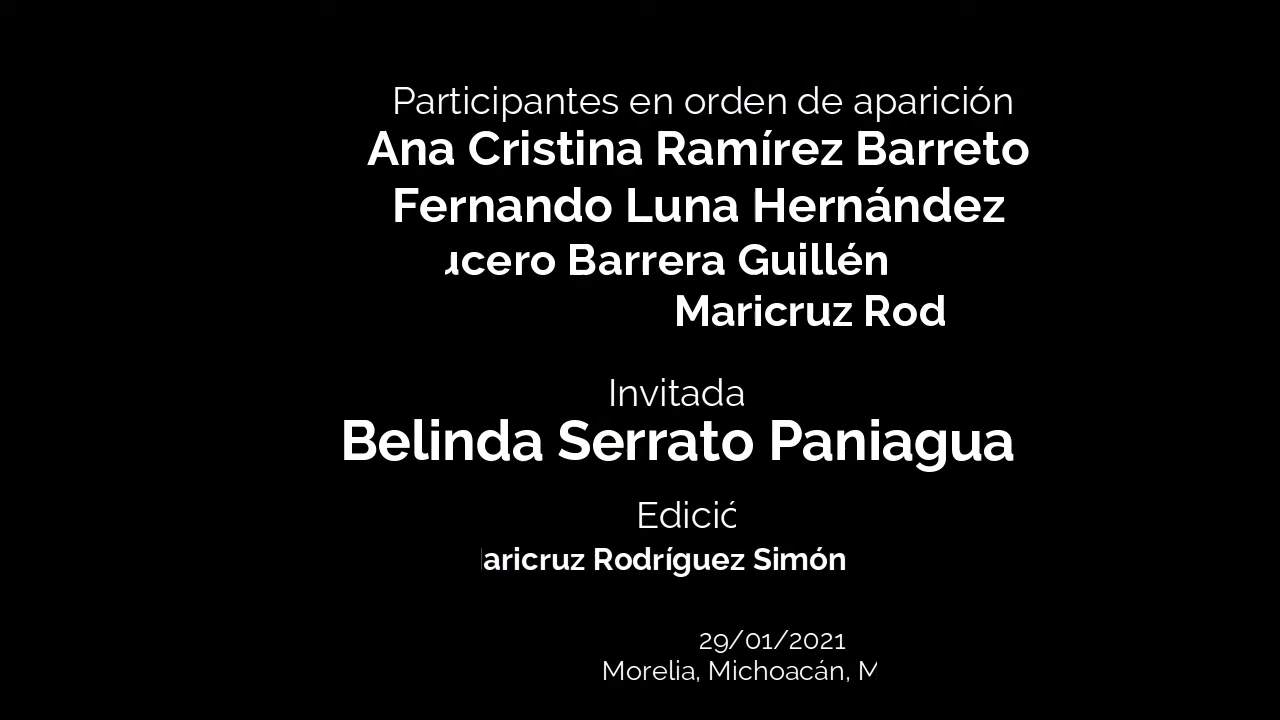 Participantes en orden de aparición
Ana Cristina Ramírez Barreto
Fernando Luna Hernández
ucero Barrera Guillén
Maricruz Rod
Invitada
Belinda Serrato Paniagua
Edició
aricruz Rodríguez Simón
29/01/2021
Morelia, Michoacán, M